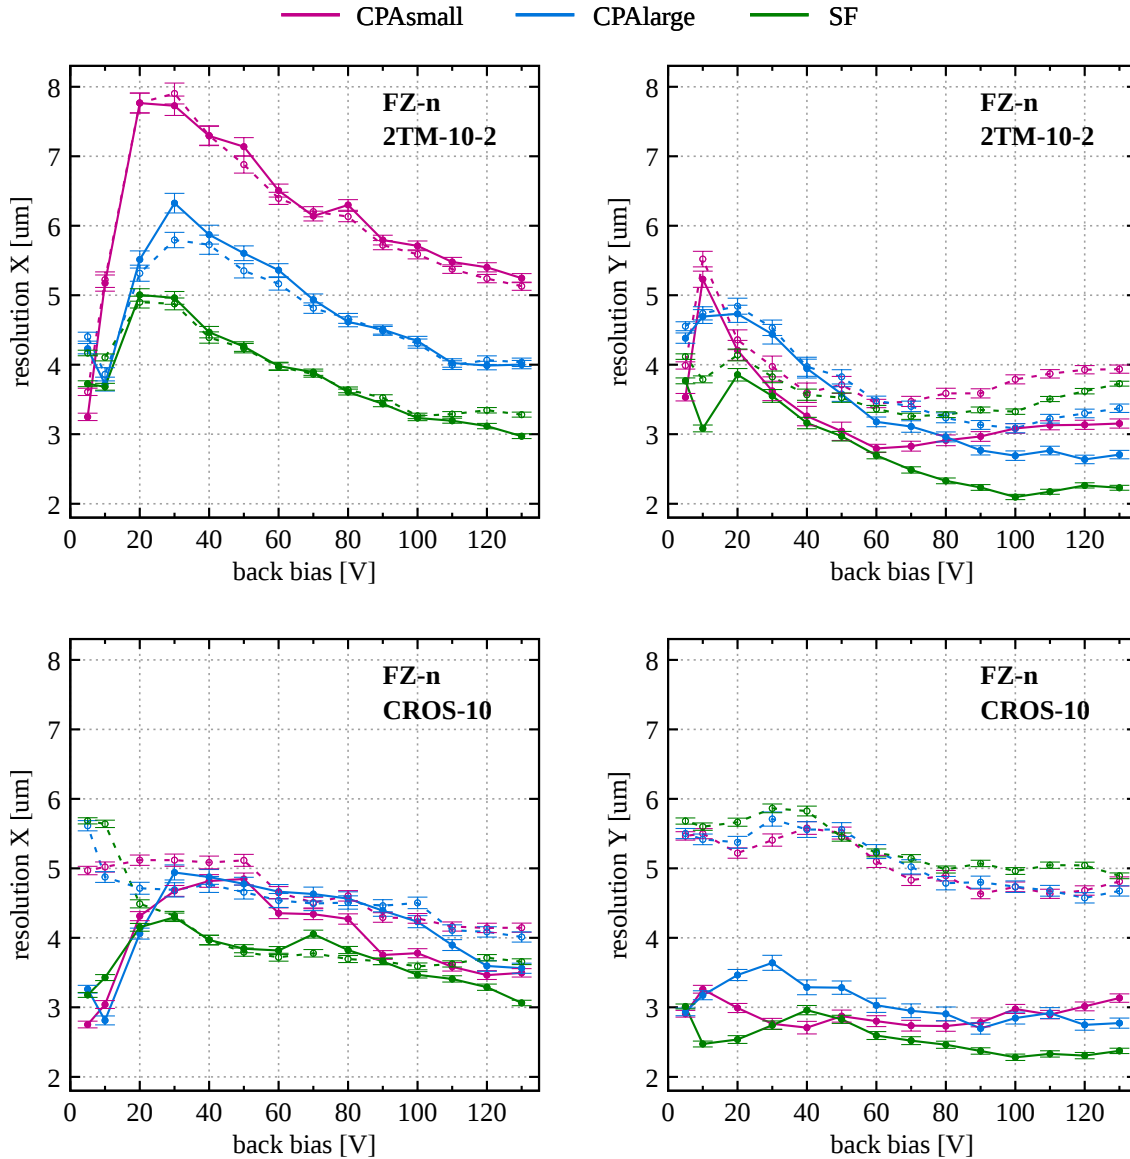 CPAsmall CPAlarge SF
8
7
6
5
4
3
2
0 20 40 60 80 100 120
resolution X [um]
back bias [V]
FZ-n
2TM-10-2
8
7
6
5
4
3
2
0 20 40 60 80 100 120
resolution Y [um]
back bias [V]
FZ-n
2TM-10-2
8
7
6
5
4
3
2
0 20 40 60 80 100 120
resolution X [um]
back bias [V]
FZ-n
CROS-10
8
7
6
5
4
3
2
0 20 40 60 80 100 120
resolution Y [um]
back bias [V]
FZ-n
CROS-10